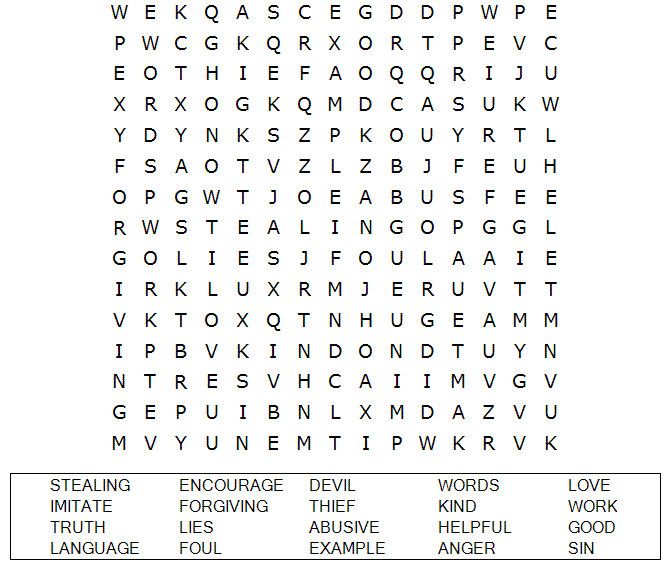 W E K Q A S C E G D D P W P E
P W C G K Q R X O R T P E V C
E O T H I E F A O Q Q R I J U
X R X O G K Q M D C A S U K W
Y D Y N K S Z P K O U Y R T L
F S A O T V Z L Z B J F E U H
O P G W T J O E A B U S F E E
R W S T E A L I N G O P G G L
G O L I E S J F O U L A A I E
I R K L U X R M J E R U V T T
V K T O X Q T N H U G E A M M
I P B V K I N D O N D T U Y N
N T R E S V H C A I I M V G V
G E P U I B N L X M D A Z V U
M V Y U N E M T I P W K R V K
STEALING ENCOURAGE DEVIL WORDS LOVE
IMITATE FORGIVING THIEF KIND WORK
TRUTH LIES ABUSIVE HELPFUL GOOD
LANGUAGE FOUL EXAMPLE ANGER SIN